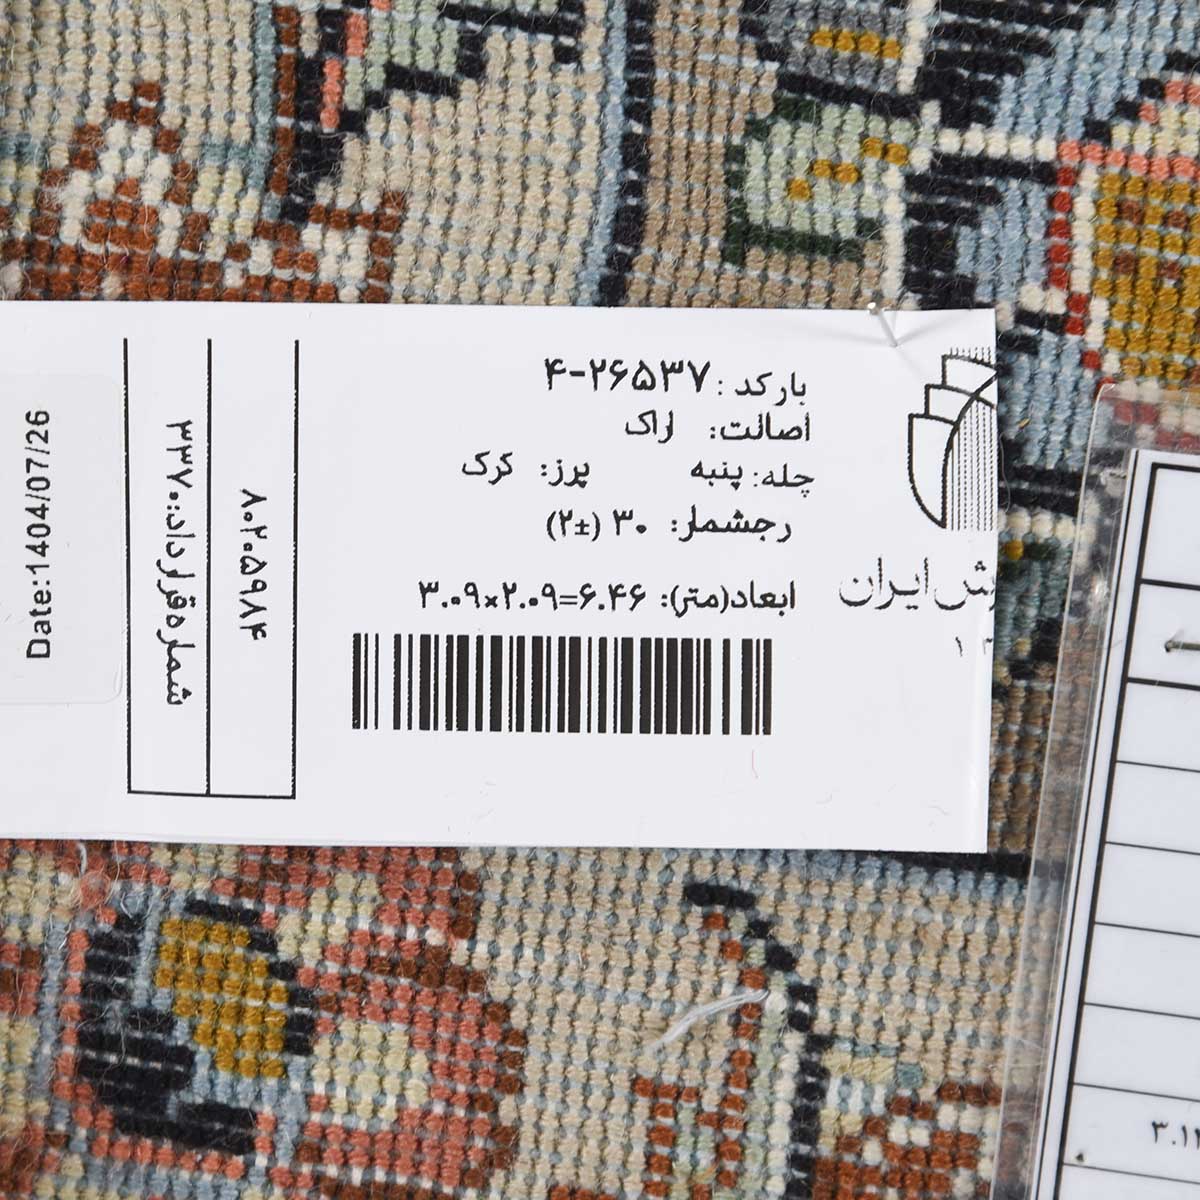 بارکد: ۴-۲۶۵۳۷
اصالت: اراک
چله: پنبه پرز: کرک
رجشمار: ۳۰ (±۲)
ابعاد(متر): ۳.۰۹×۲.۰۹=۶.۴۶
ایران
۸۰۲۰۵۹۸۴
شماره قرارداد: ۳۳۷۰
Date:1404/07/26